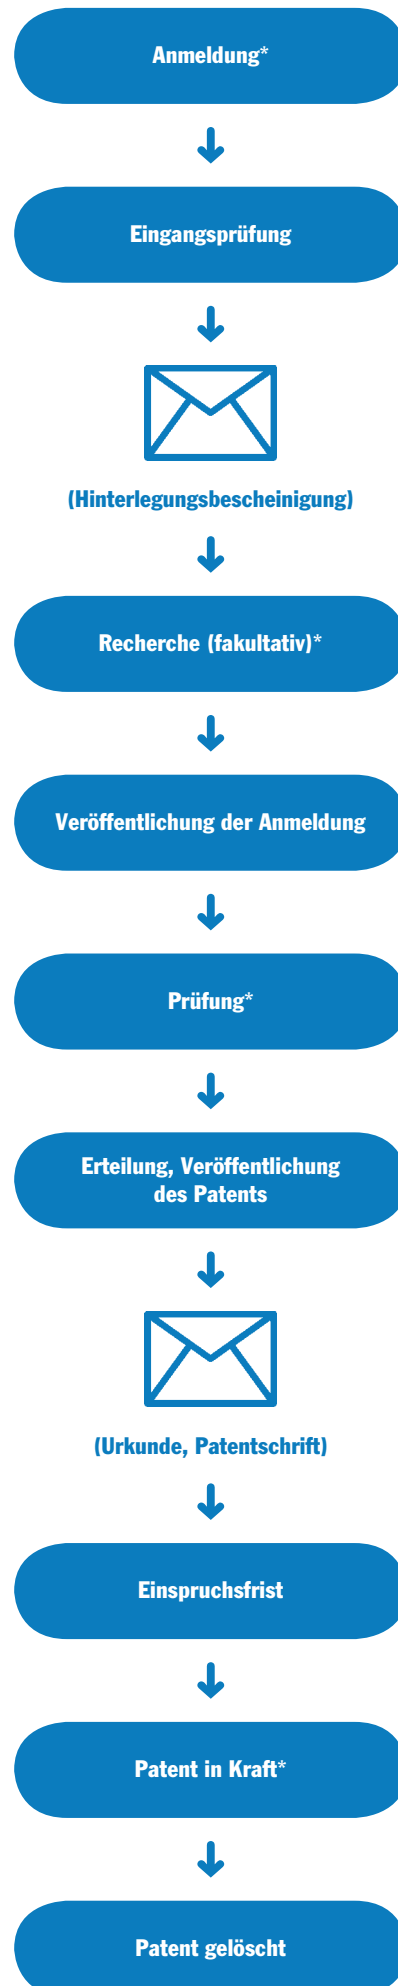 Anmeldung*
Eingangsprüfung
(Hinterlegungsbescheinigung)
Recherche (fakultativ)*
Veröffentlichung der Anmeldung
Prüfung*
Erteilung, Veröffentlichung
des Patents
(Urkunde, Patentschrift)
Einspruchsfrist
Patent in Kraft*
Patent gelöscht